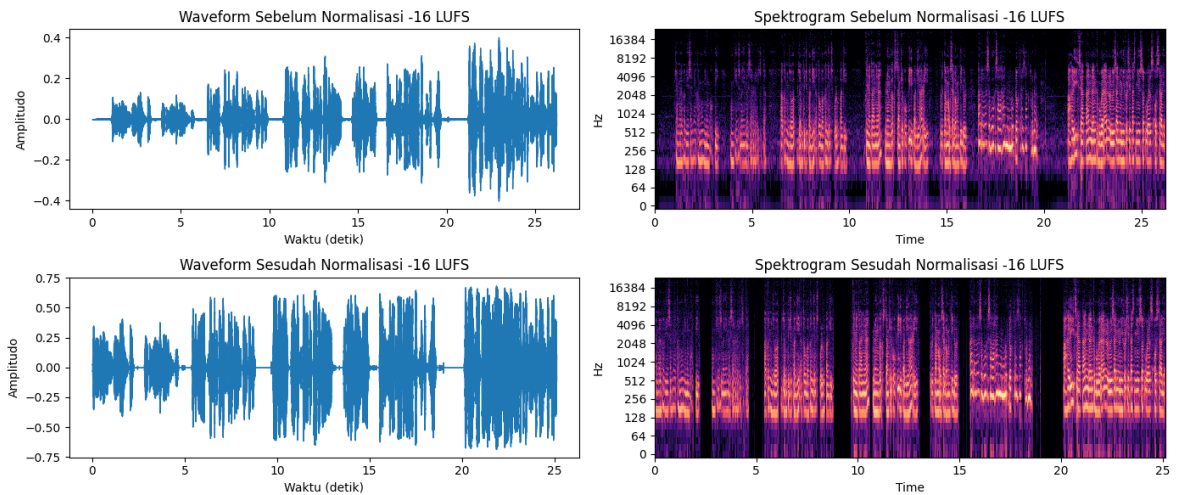 Waveform Sebelum Normalisasi -16 LUFS
0.4
0.2
0.0
−0.2
−0.4
Amplitudo
0 5 10 15 20 25
Waktu (detik)
Spektrogram Sebelum Normalisasi -16 LUFS
16384
8192
4096
2048
1024
512
256
128
64
0
Hz
0 5 10 15 20 25
Time
Waveform Sesudah Normalisasi -16 LUFS
0.75
0.50
0.25
0.00
−0.25
−0.50
−0.75
Amplitudo
0 5 10 15 20 25
Waktu (detik)
Spektrogram Sesudah Normalisasi -16 LUFS
16384
8192
4096
2048
1024
512
256
128
64
0
Hz
0 5 10 15 20 25
Time